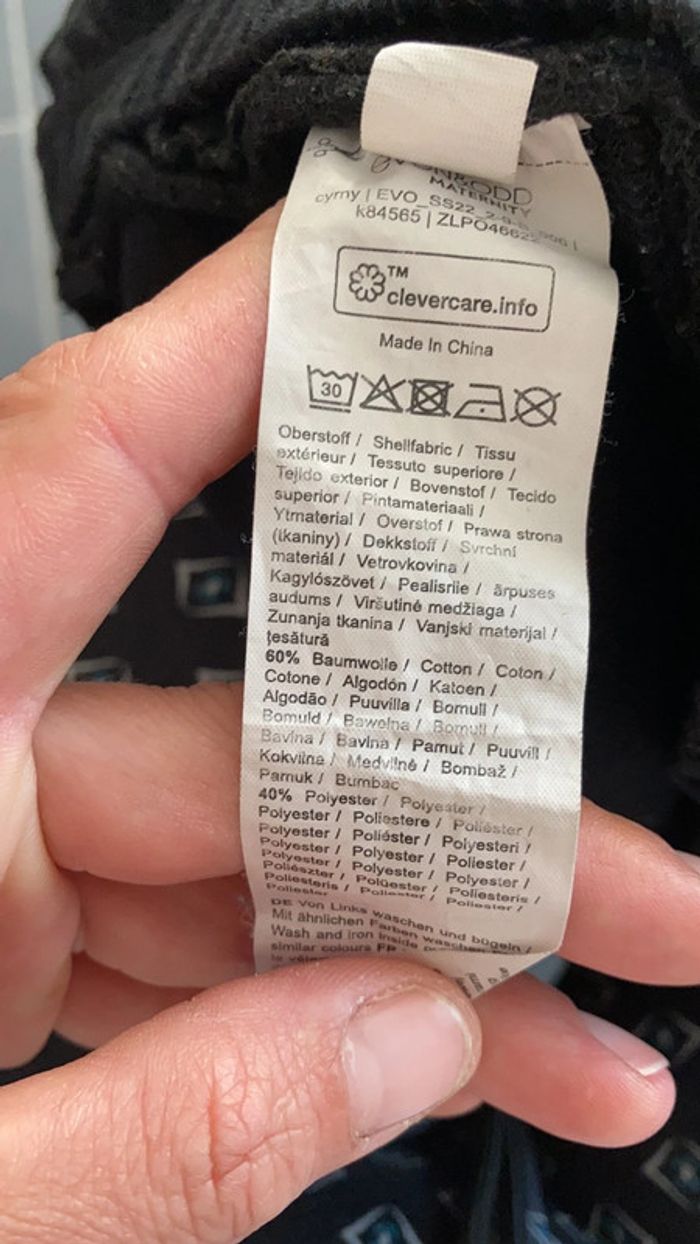 MATERNITY
cyrny | EVO_SS22
k84565 | ZLPO4662
TM
clevercare.info
Made In China
30
Oberstoff / Shellfabric / Tissu
extérieur / Tessuto superiore /
Tejido exterior / Bovenstof / Tecido
superior / Pintamateriaali /
Ytmaterial / Overstof / Prawa strona
(tkaniny) / Dekkstoff / Svrchní
materiál / Vetrovkovina /
Kagylószövet / Pealisriie / ārpuses
audums / Viršutinė medžiaga /
Zunanja tkanina / Vanjski materijal /
țesătură
60% Baumwolle / Cotton / Coton /
Cotone / Algodón / Katoen /
Algodão / Puuvilla / Bomull /
Bomuld / Bawełna / Bomull /
Bavlna / Bavlna / Pamut / Puuvill /
Kokvilna / Medvilnė / Bombaž /
Pamuk / Bumbac
40% Polyester / Polyester /
Polyester / Poliestere / Poliéster /
Polyester / Poliéster / Polyesteri /
Polyester / Polyester / Poliester /
Polyester / Polyester / Polyester /
Poliészter / Polüester / Poliesteris /
Poliesteris / Poliester / Poliester /
Poliester
DE Von Links waschen und bügeln /
Mit ähnlichen Farben waschen
Wash and iron inside
similar colours FR